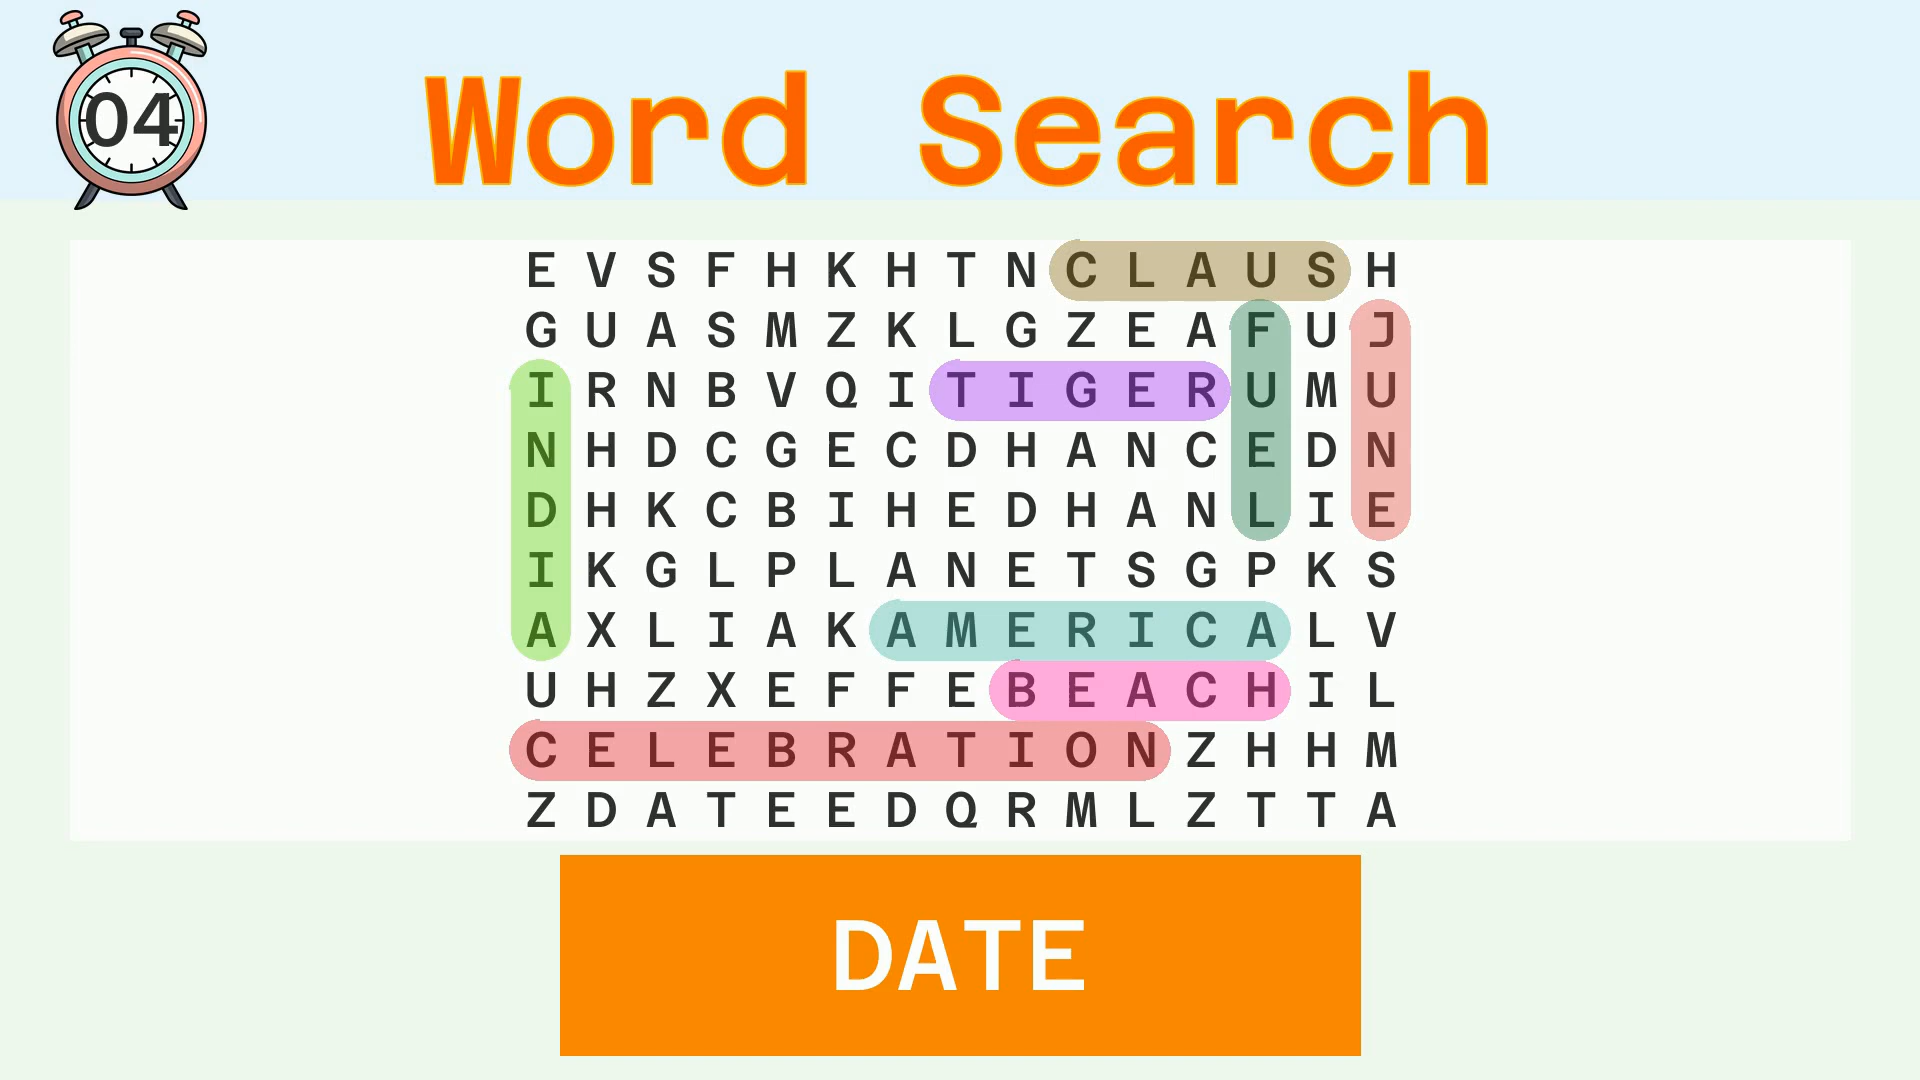 04
Word Search
E V S F H K H T N C L A U S H
G U A S M Z K L G Z E A F U J
I R N B V Q I T I G E R U M U
N H D C G E C D H A N C E D N
D H K C B I H E D H A N L I E
I K G L P L A N E T S G P K S
A X L I A K A M E R I C A L V
U H Z X E F F E B E A C H I L
C E L E B R A T I O N Z H H M
Z D A T E E D Q R M L Z T T A
DATE